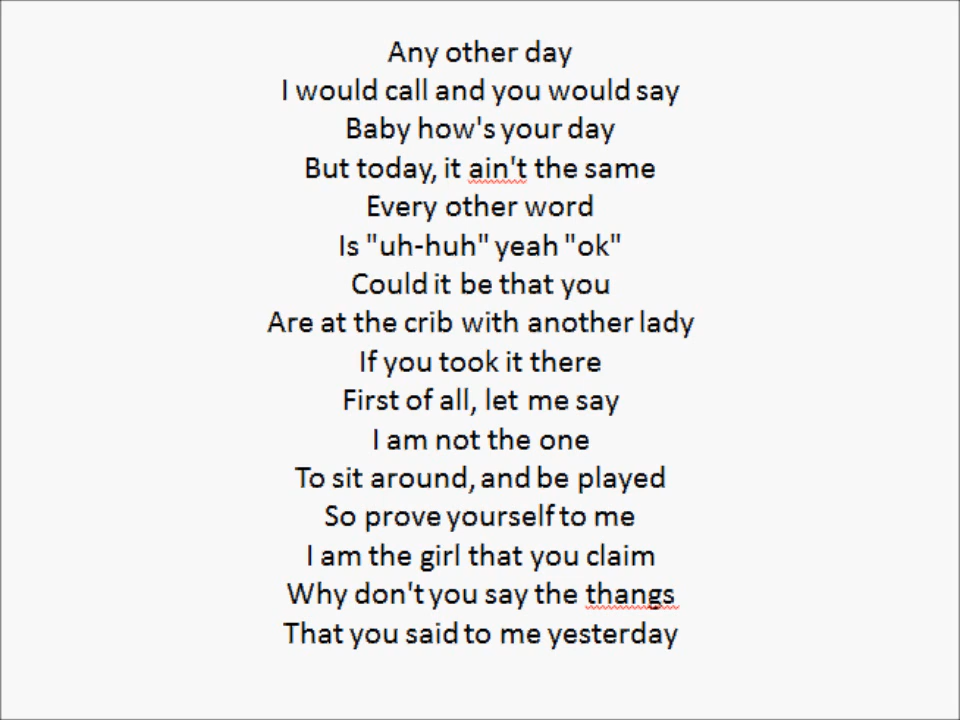 Any other day
I would call and you would say
Baby how's your day
But today, it ain't the same
Every other word
Is "uh-huh" yeah "ok"
Could it be that you
Are at the crib with another lady
If you took it there
First of all, let me say
I am not the one
To sit around, and be played
So prove yourself to me
I am the girl that you claim
Why don't you say the thangs
That you said to me yesterday